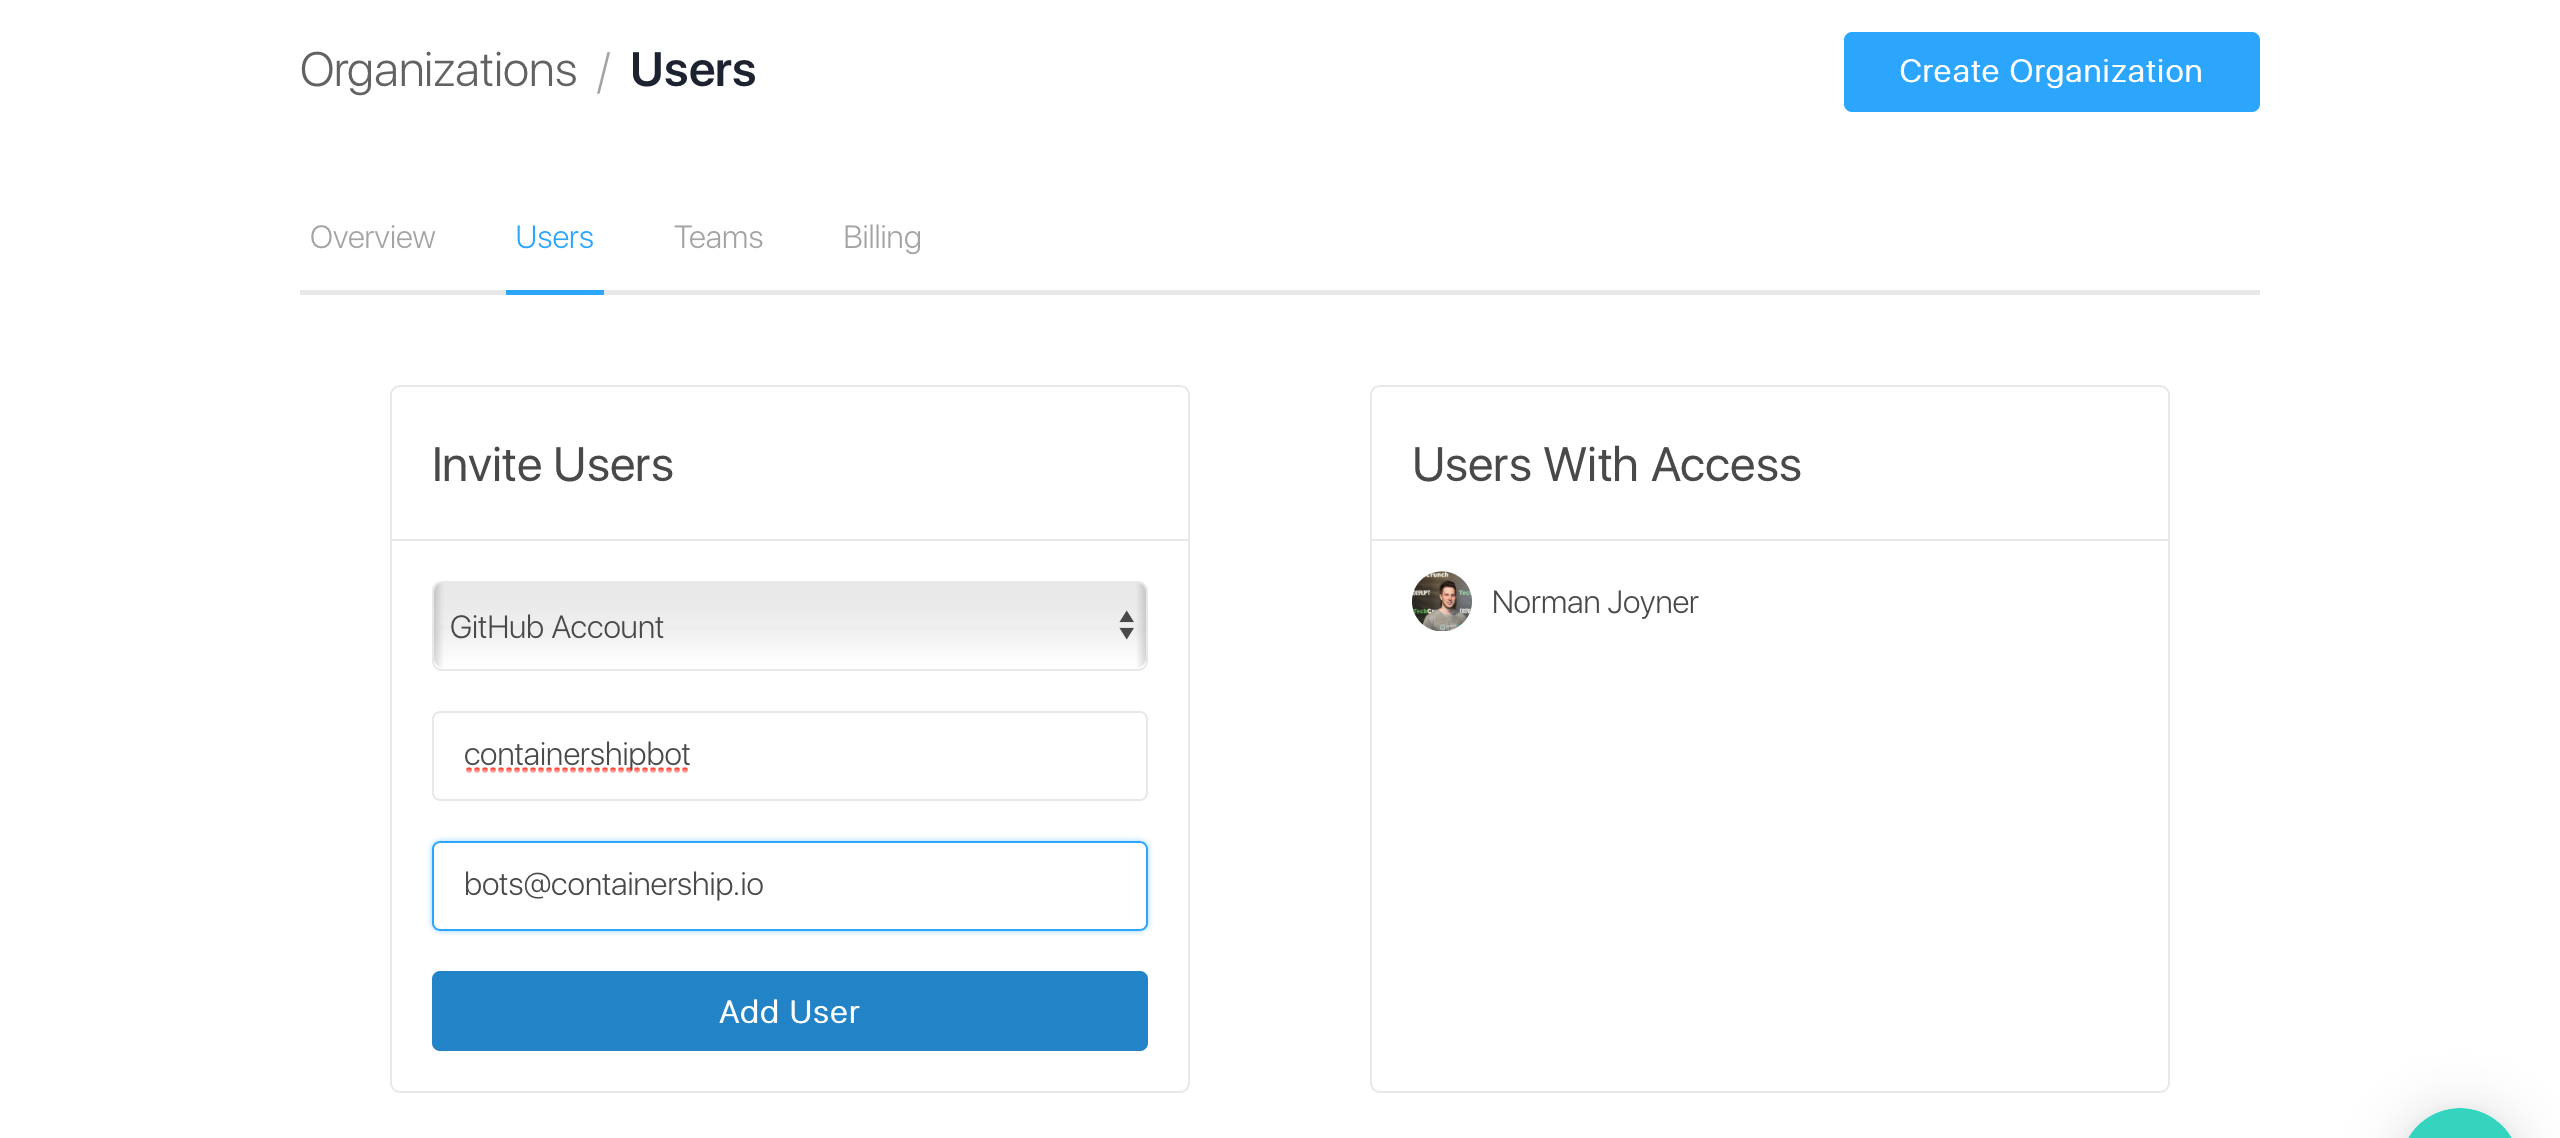 Organizations / Users
Create Organization
Overview Users Teams Billing
Invite Users
GitHub Account
containershipbot
bots@containership.io
Add User
Users With Access
Norman Joyner